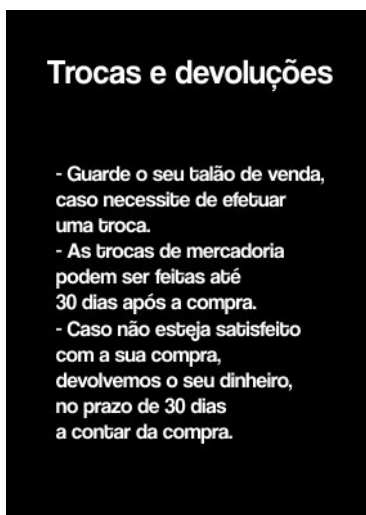 Trocas e devoluções
- Guarde o seu talão de venda,
caso necessite de efetuar
uma troca.
- As trocas de mercadoria
podem ser feitas até
30 dias após a compra.
- Caso não esteja satisfeito
com a sua compra,
devolvemos o seu dinheiro,
no prazo de 30 dias
a contar da compra.